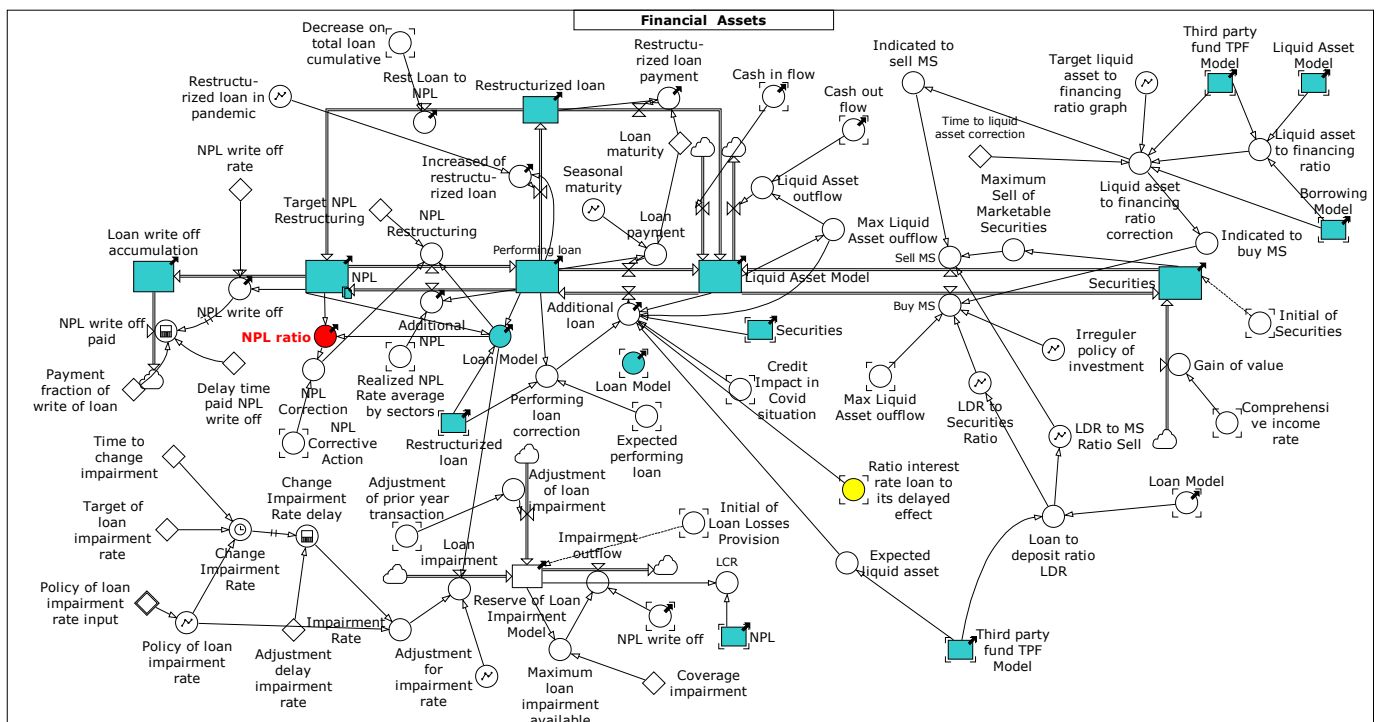 Financial  Assets
Decrease on
total loan
cumulative
Rest Loan to
NPL
Restructurized loan
Restructu-
rized loan
payment
Cash in flow
Cash out
flow
Indicated to
sell MS
Target liquid
asset to
financing
ratio graph
Third party
fund TPF
Model
Liquid Asset
Model
Restructu-
rized loan in
pandemic
NPL write off
rate
Increased of
restructu-
rized loan
Loan
maturity
Seasonal
maturity
Time to liquid
asset correction
Liquid asset
to financing
ratio
Liquid asset
to financing
ratio
correction
Borrowing
Model
Target NPL
Restructuring
NPL
Restructuring
Loan
payment
Liquid Asset
outflow
Max Liquid
Asset oufflow
Maximum
Sell of
Marketable
Securities
Indicated to
buy MS
Sell MS
Loan write off
accumulation
NPL
Performing loan
Liquid Asset Model
Securities
NPL write off
NPL write off
paid
NPL ratio
Additional
NPL
Additional
loan
Buy MS
Securities
Initial of
Securities
Irreguler
policy of
investment
Gain of value
Payment
fraction of
write of loan
Delay time
paid NPL
write off
NPL
Correction
NPL
Corrective
Action
Realized NPL
Rate average
by sectors
Loan Model
Restructurized
loan
Performing
loan
correction
Loan Model
Expected
performing
loan
Credit
Impact in
Covid
situation
Max Liquid
Asset oufflow
LDR to
Securities
Ratio
LDR to MS
Ratio Sell
Comprehensi
ve income
rate
Time to
change
impairment
Target of
loan
impairment
rate
Change
Impairment
Rate delay
Change
Impairment
Rate
Adjustment
of prior year
transaction
Adjustment
of loan
impairment
Initial of
Loan Losses
Provision
Ratio interest
rate loan to
its delayed
effect
Loan Model
Loan to
deposit ratio
LDR
Expected
liquid asset
Loan
impairment
Impairment
outflow
LCR
Policy of loan
impairment
rate input
Policy of loan
impairment
rate
Adjustment
delay
impairment
rate
Impairment
Rate
Adjustment
for
impairment
rate
Reserve of Loan
Impairment
Model
Maximum
loan
impairment
available
NPL write off
NPL
Coverage
impairment
Third party
fund TPF
Model